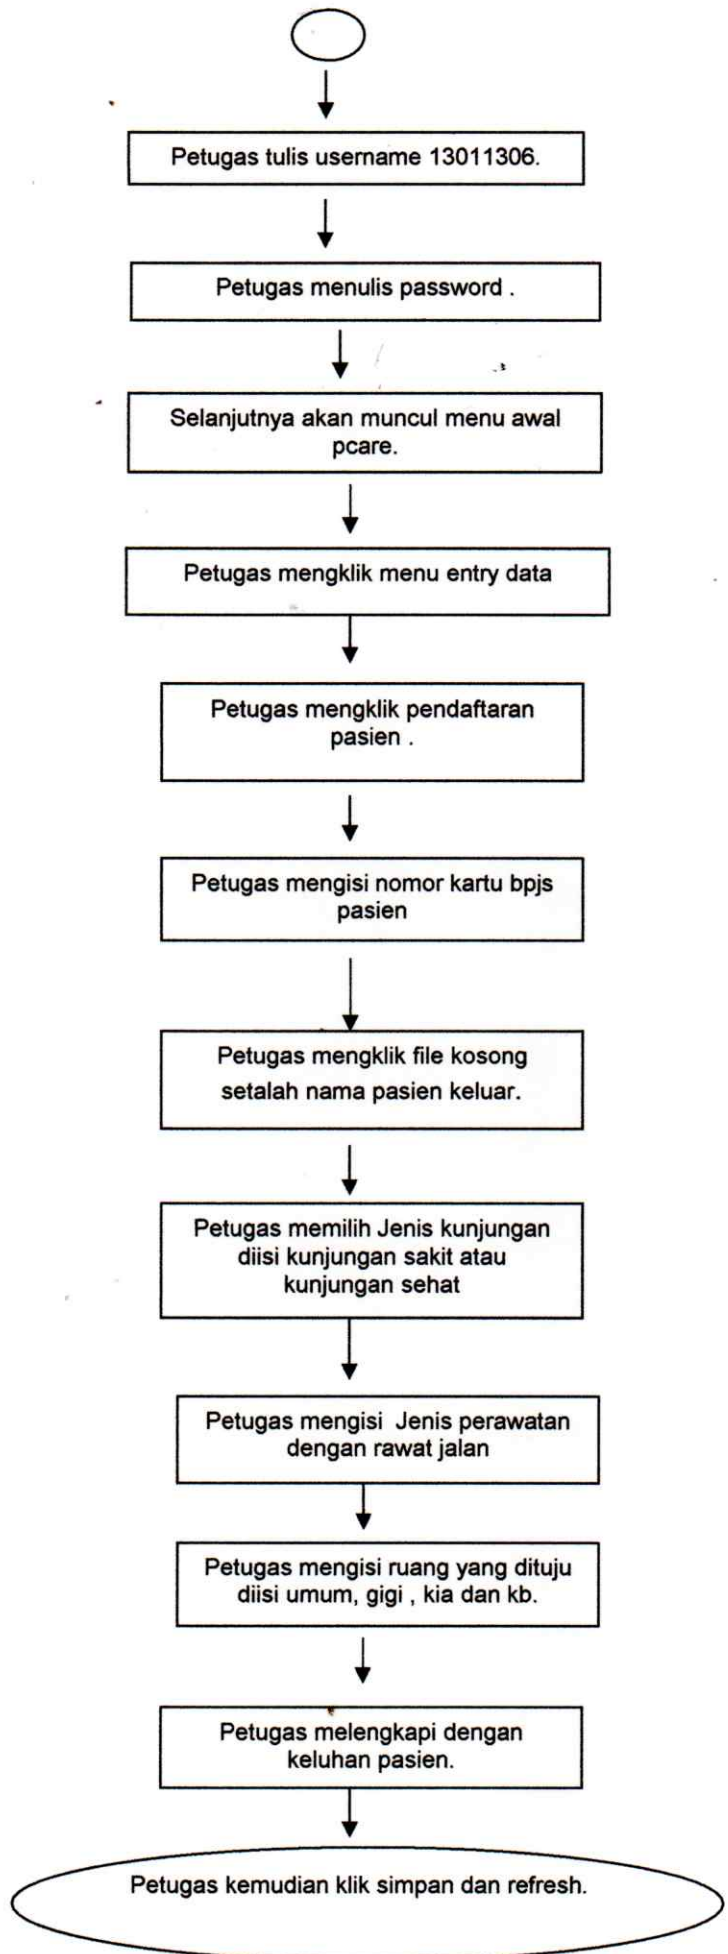 Petugas tulis username 13011306.
Petugas menulis password .
Selanjutnya akan muncul menu awal
pcare.
Petugas mengklik menu entry data
Petugas mengklik pendaftaran
pasien .
Petugas mengisi nomor kartu bpjs
pasien
Petugas mengklik file kosong
setalah nama pasien keluar.
Petugas memilih Jenis kunjungan
diisi kunjungan sakit atau
kunjungan sehat
Petugas mengisi  Jenis perawatan
dengan rawat jalan
Petugas mengisi ruang yang dituju
diisi umum, gigi , kia dan kb.
Petugas melengkapi dengan
keluhan pasien.
Petugas kemudian klik simpan dan refresh.